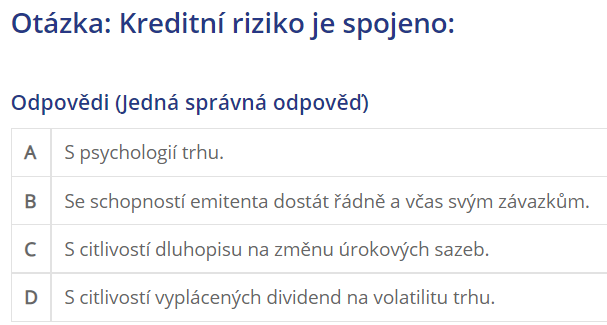 Otázka: Kreditní riziko je spojeno:
Odpovědi (Jedná správná odpověď)
A S psychologií trhu.
B Se schopností emitenta dostát řádně a včas svým závazkům.
C S citlivostí dluhopisu na změnu úrokových sazeb.
D S citlivostí vyplácených dividend na volatilitu trhu.